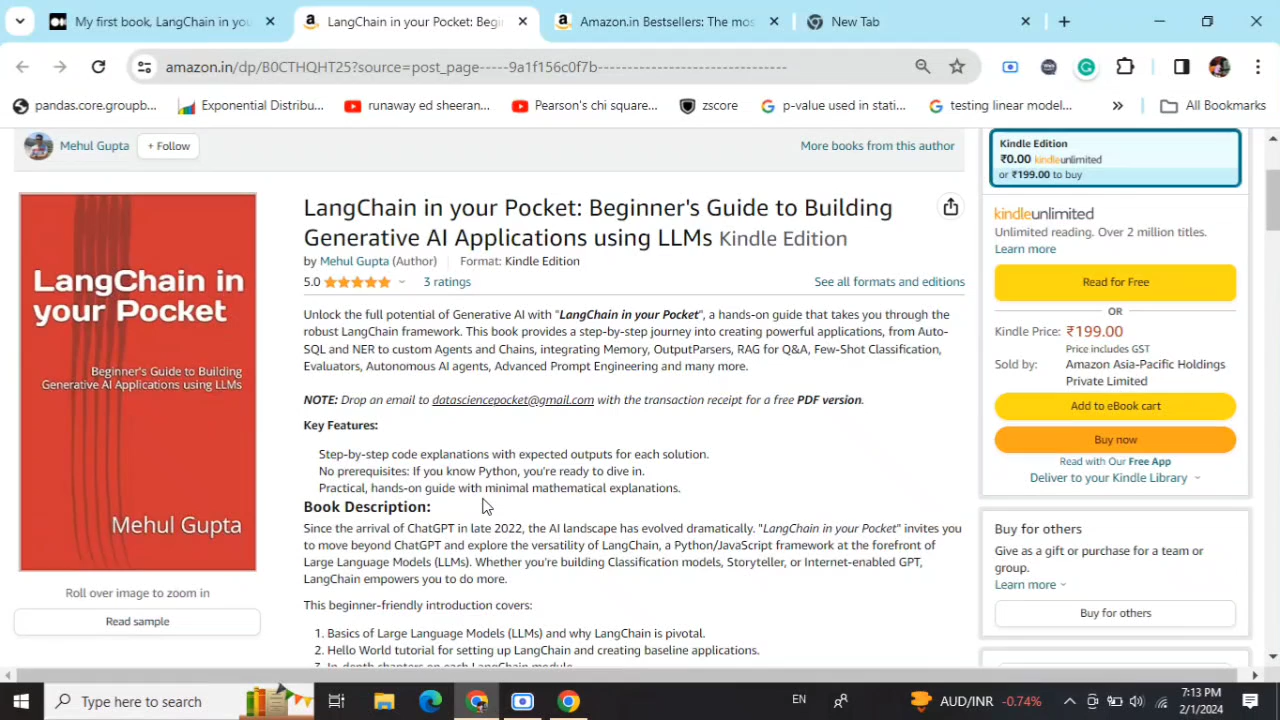 My first book, LangChain in you
LangChain in your Pocket: Begi
Amazon.in Bestsellers: The mos
New Tab
amazon.in/dp/B0CTHQHT25?source=post_page-----9a1f156c0f7b--------------------------------
pandas.core.groupb...
Exponential Distribu...
runaway ed sheeran...
Pearson's chi square...
zscore
p-value used in stati...
testing linear model...
»
All Bookmarks
Mehul Gupta
+ Follow
More books from this author
LangChain in
your Pocket
Beginner's Guide to Building
Generative AI Applications using LLMs
Mehul Gupta
Roll over image to zoom in
Read sample
LangChain in your Pocket: Beginner's Guide to Building
Generative AI Applications using LLMs Kindle Edition
by Mehul Gupta (Author) Format: Kindle Edition
5.0 3 ratings
See all formats and editions
Unlock the full potential of Generative AI with "LangChain in your Pocket", a hands-on guide that takes you through the
robust LangChain framework. This book provides a step-by-step journey into creating powerful applications, from Auto-
SQL and NER to custom Agents and Chains, integrating Memory, OutputParsers, RAG for Q&A, Few-Shot Classification,
Evaluators, Autonomous AI agents, Advanced Prompt Engineering and many more.
NOTE: Drop an email to datasciencepocket@gmail.com with the transaction receipt for a free PDF version.
Key Features:
Step-by-step code explanations with expected outputs for each solution.
No prerequisites: If you know Python, you're ready to dive in.
Practical, hands-on guide with minimal mathematical explanations.
Book Description:
Since the arrival of ChatGPT in late 2022, the AI landscape has evolved dramatically. "LangChain in your Pocket" invites you
to move beyond ChatGPT and explore the versatility of LangChain, a Python/JavaScript framework at the forefront of
Large Language Models (LLMs). Whether you're building Classification models, Storyteller, or Internet-enabled GPT,
LangChain empowers you to do more.
This beginner-friendly introduction covers:
1. Basics of Large Language Models (LLMs) and why LangChain is pivotal.
2. Hello World tutorial for setting up LangChain and creating baseline applications.
3. In-depth chapters on each LangChain module.
Kindle Edition
₹0.00 kindleunlimited
or ₹199.00 to buy
kindleunlimited
Unlimited reading. Over 2 million titles.
Learn more
Read for Free
OR
Kindle Price: ₹199.00
Price includes GST
Sold by: Amazon Asia-Pacific Holdings
Private Limited
Add to eBook cart
Buy now
Read with Our Free App
Deliver to your Kindle Library
Buy for others
Give as a gift or purchase for a team or
group.
Learn more
Buy for others
Type here to search
EN
AUD/INR -0.74%
7:13 PM
2/1/2024